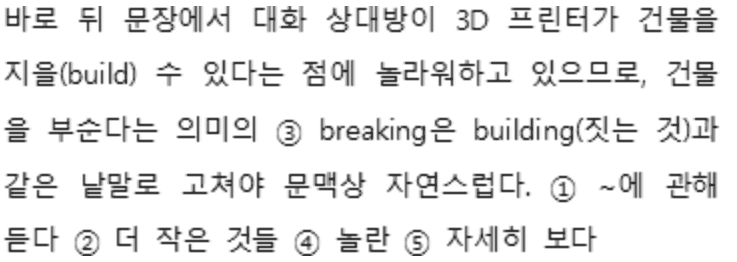 바로 뒤 문장에서 대화 상대방이 3D 프린터가 건물을
지을(build) 수 있다는 점에 놀라워하고 있으므로, 건물
을 부순다는 의미의 ③ breaking은 building(짓는 것)과
같은 낱말로 고쳐야 문맥상 자연스럽다. ① ~에 관해
듣다 ② 더 작은 것들 ④ 놀란 ⑤ 자세히 보다